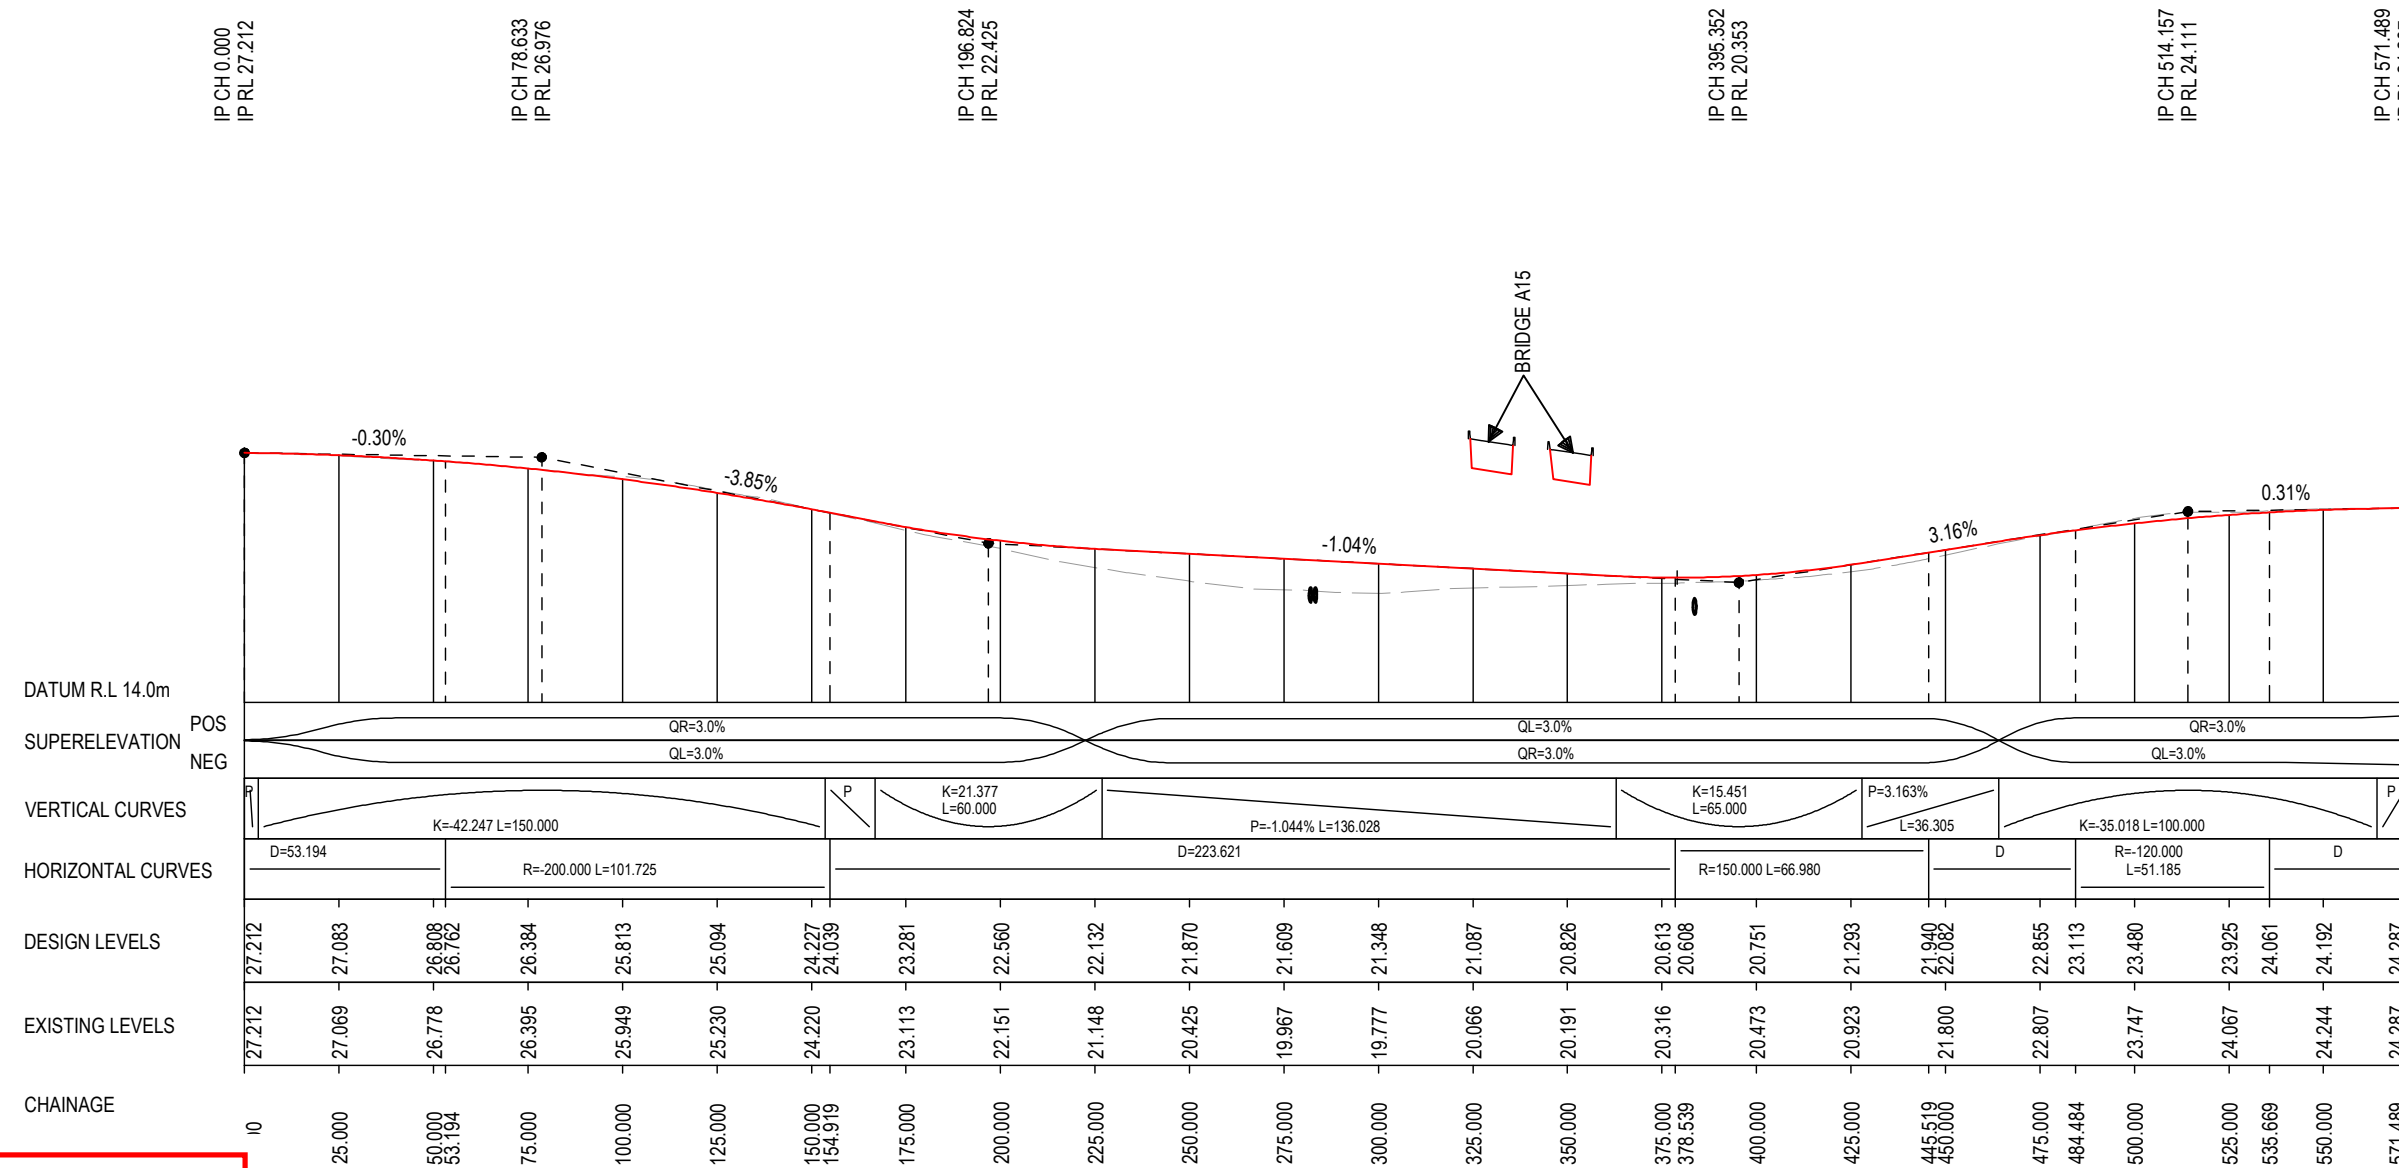 IP CH 0.000
IP RL 27.212
IP CH 78.633
IP RL 26.976
IP CH 196.824
IP RL 22.425
IP CH 395.352
IP RL 20.353
IP CH 514.157
IP RL 24.111
IP CH 571.489
BRIDGE A15
-0.30%
-3.85%
-1.04%
3.16%
0.31%
DATUM R.L 14.0m
SUPERELEVATION
POS
NEG
QR=3.0%
QL=3.0%
QR=3.0%
QL=3.0%
QR=3.0%
QL=3.0%
VERTICAL CURVES
P
K=-42.247 L=150.000
P
K=21.377
L=60.000
P=-1.044% L=136.028
K=15.451
L=65.000
P=3.163%
L=36.305
K=-35.018 L=100.000
P
HORIZONTAL CURVES
D=53.194
R=-200.000 L=101.725
D=223.621
R=150.000 L=66.980
D
R=-120.000
L=51.185
D
DESIGN LEVELS
27.212 27.083 26.808 26.762 26.384 25.813 25.094 24.227 24.039 23.281 22.560 22.132 21.870 21.609 21.348 21.087 20.826 20.613 20.608 20.751 21.293 21.940 22.082 22.855 23.113 23.480 23.925 24.061 24.192 24.287
EXISTING LEVELS
27.212 27.069 26.778 26.395 25.949 25.230 24.220 23.113 22.151 21.148 20.425 19.967 19.777 20.066 20.191 20.316 20.473 20.923 21.800 22.807 23.747 24.067 24.244 24.287
CHAINAGE
25.000 50.000 53.194 75.000 100.000 125.000 150.000 154.919 175.000 200.000 225.000 250.000 275.000 300.000 325.000 350.000 375.000 378.539 400.000 425.000 445.519 450.000 475.000 484.484 500.000 525.000 535.669 550.000 571.489